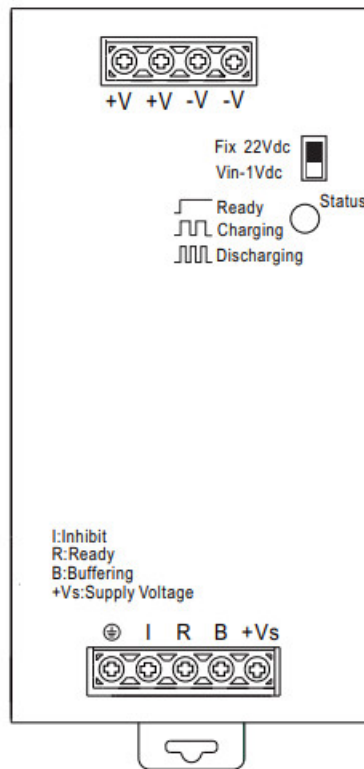 +V +V -V -V
Fix 22Vdc
Vin-1Vdc
Status
Ready
Charging
Discharging
I:Inhibit
R:Ready
B:Buffering
+Vs:Supply Voltage
I R B +Vs